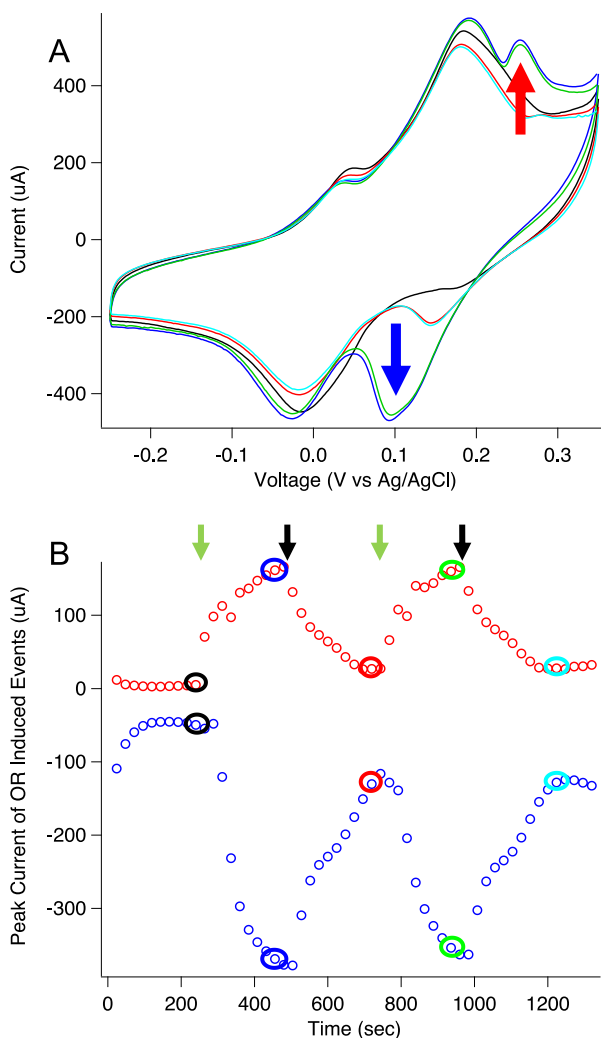 A
400
200
0
-200
-400
Current (uA)
-0.2 -0.1 0.0 0.1 0.2 0.3
Voltage (V vs Ag/AgCl)
B
100
0
-100
-200
-300
Peak Current of OR Induced Events (uA)
0 200 400 600 800 1000 1200
Time (sec)